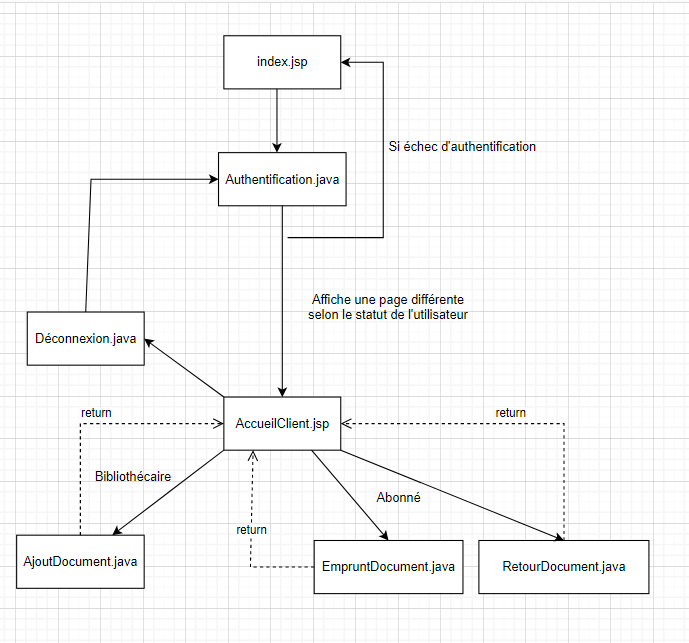 index.jsp
Si échec d'authentification
Authentification.java
Affiche une page différente
selon le statut de l'utilisateur
Déconnexion.java
return
return
AccueilClient.jsp
Bibliothécaire
Abonné
return
AjoutDocument.java
EmpruntDocument.java
RetourDocument.java